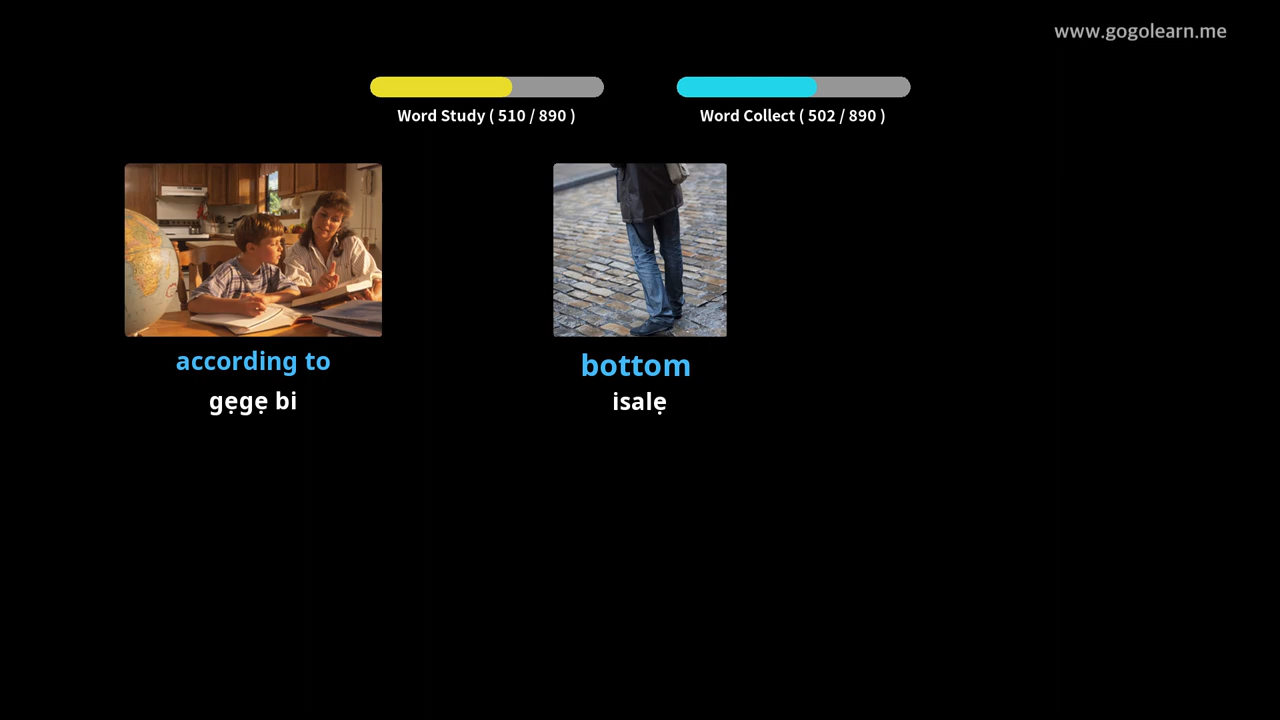 www.gogolearn.me
Word Study ( 510 / 890 )
Word Collect ( 502 / 890 )
according to
gẹgẹ bi
bottom
isalẹ